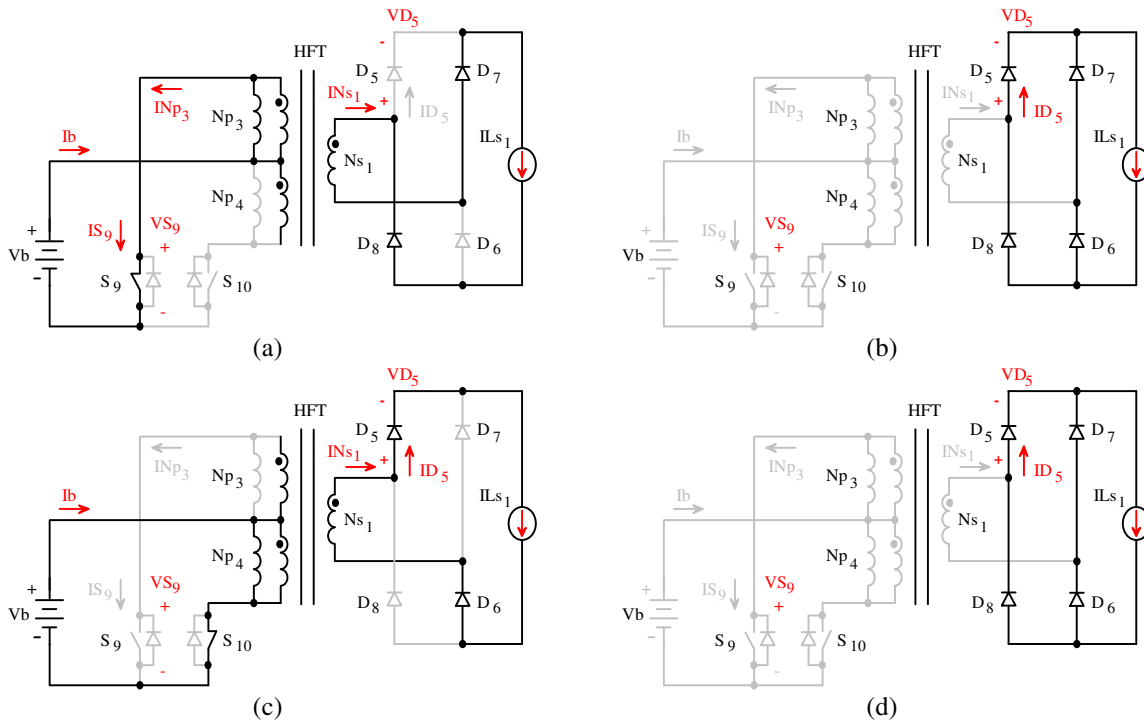 VD5
-
HFT
D5
D7
INs1
+
INp3
ID5
Np3
Ib
ILs1
Ns1
Np4
IS9
VS9
+
+
D8
D6
Vb
-
S9
S10
-
(a)
VD5
-
HFT
D5
D7
INs1
+
INp3
ID5
Np3
Ib
ILs1
Ns1
Np4
IS9
VS9
+
+
D8
D6
Vb
-
S9
S10
-
(b)
VD5
-
HFT
D5
D7
INs1
+
INp3
ID5
Np3
Ib
ILs1
Ns1
Np4
IS9
VS9
+
+
D8
D6
Vb
-
S9
S10
-
(c)
VD5
-
HFT
D5
D7
INs1
+
INp3
ID5
Np3
Ib
ILs1
Ns1
Np4
IS9
VS9
+
+
D8
D6
Vb
-
S9
S10
-
(d)